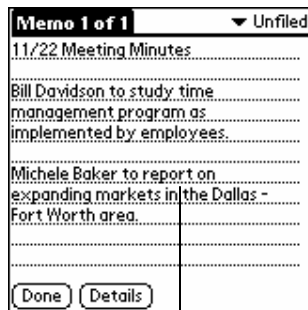 Memo 1 of 1
Unfiled
11/22 Meeting Minutes
Bill Davidson to study time
management program as
implemented by employees.
Michele Baker to report on
expanding markets in the Dallas -
Fort Worth area.
Done Details